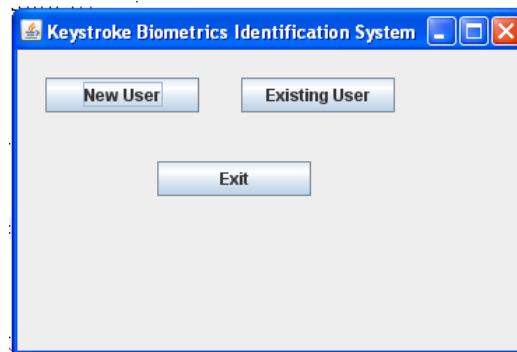 Keystroke Biometrics Identification System
New User Existing User
Exit